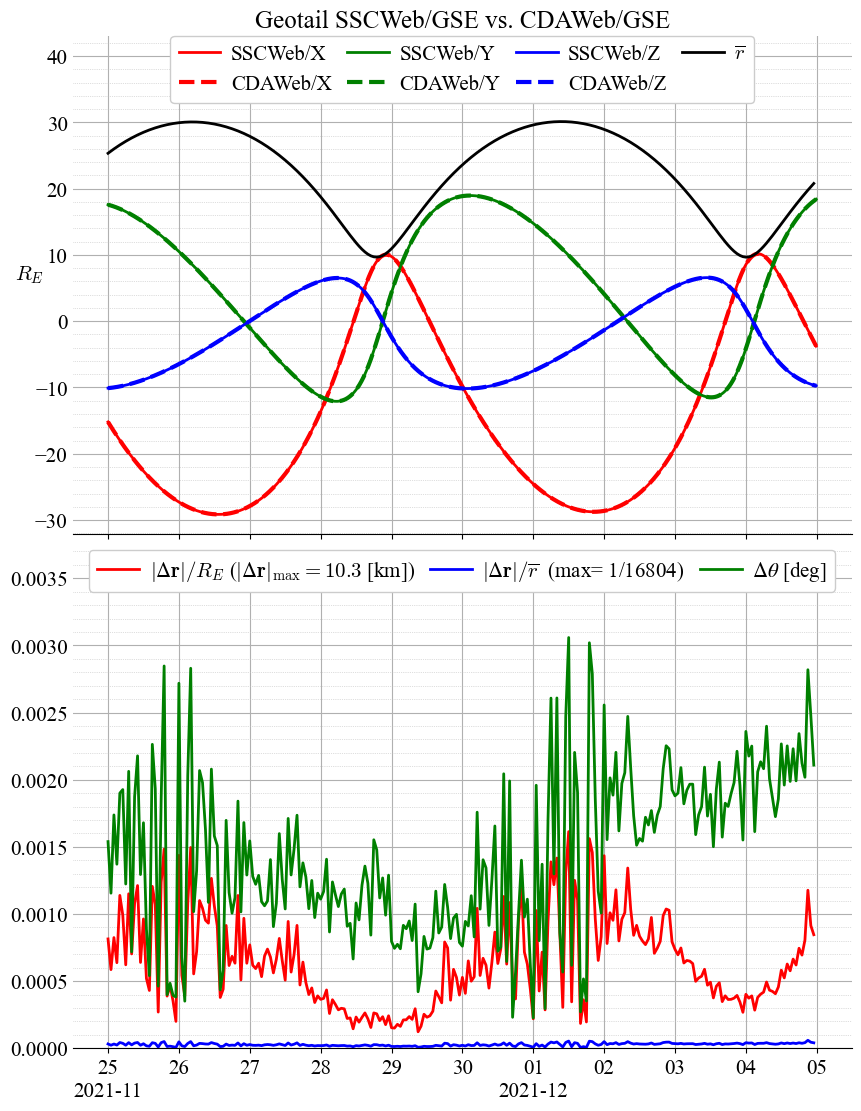 Geotail SSCWeb/GSE vs. CDAWeb/GSE
SSCWeb/X SSCWeb/Y SSCWeb/Z r̅
CDAWeb/X CDAWeb/Y CDAWeb/Z
40
30
20
10
R_E
0
−10
−20
−30
|Δr|/R_E (|Δr|_max = 10.3 [km]) |Δr|/r̅ (max= 1/16804) Δθ [deg]
0.0035
0.0030
0.0025
0.0020
0.0015
0.0010
0.0005
0.0000
25 26 27 28 29 30 01 02 03 04 05
2021-11 2021-12